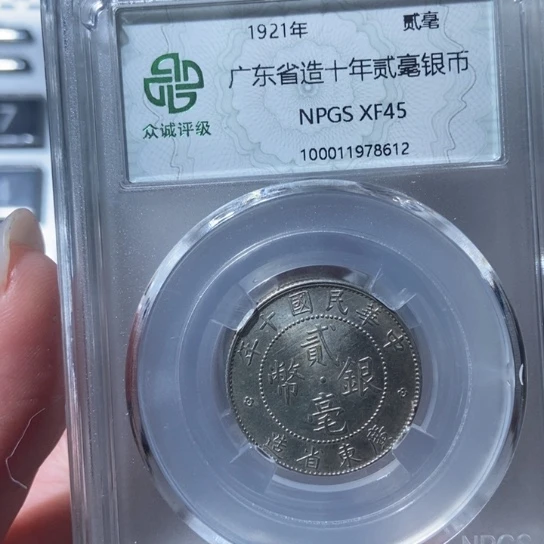 1921年 贰毫
广东省造十年贰毫银币
众诚评级
NPGS XF45
100011978612
中華民國十年
貳毫銀幣
廣東省造
NPGS